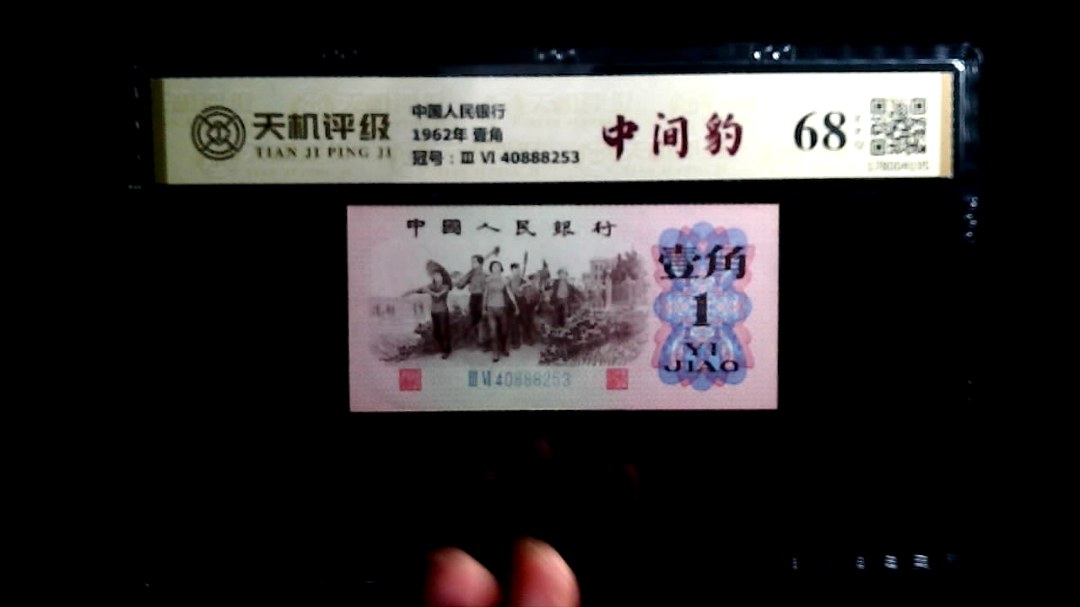 天机评级
TIAN JI PING JI
中国人民银行
1962年 壹角
冠号：Ⅲ Ⅵ 40888253
中间豹
68
中國人民銀行
壹角
1
YI
JIAO
Ⅲ Ⅵ 40888253